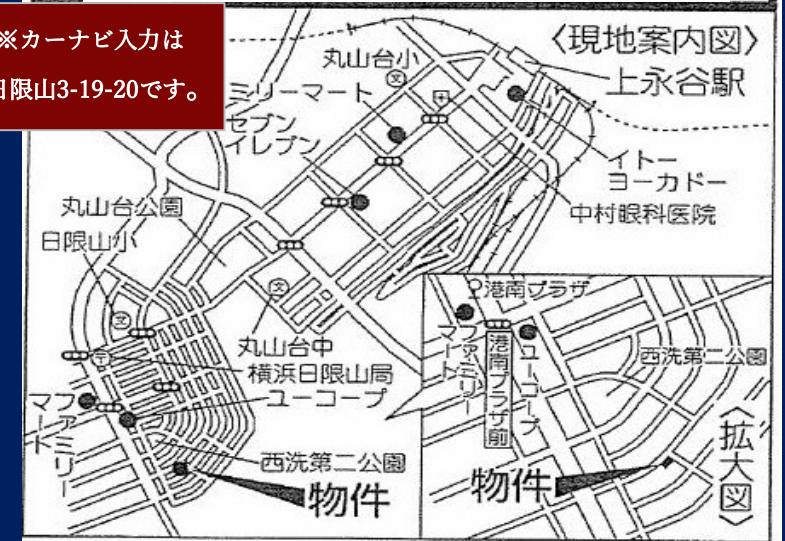 ※カーナビ入力は
日限山3-19-20です。
〈現地案内図〉
上永谷駅
丸山台小
文
ミリーマート
セブン
イレブン
イトー
ヨーカドー
中村眼科医院
丸山台公園
日限山小
文
文
丸山台中
横浜日限山局
ユーコープ
ファミリーマート
西洗第二公園
物件
港南プラザ
ファミリーマート
港南プラザ前
ユーコープ
西洗第二公園
〈拡大図〉
物件